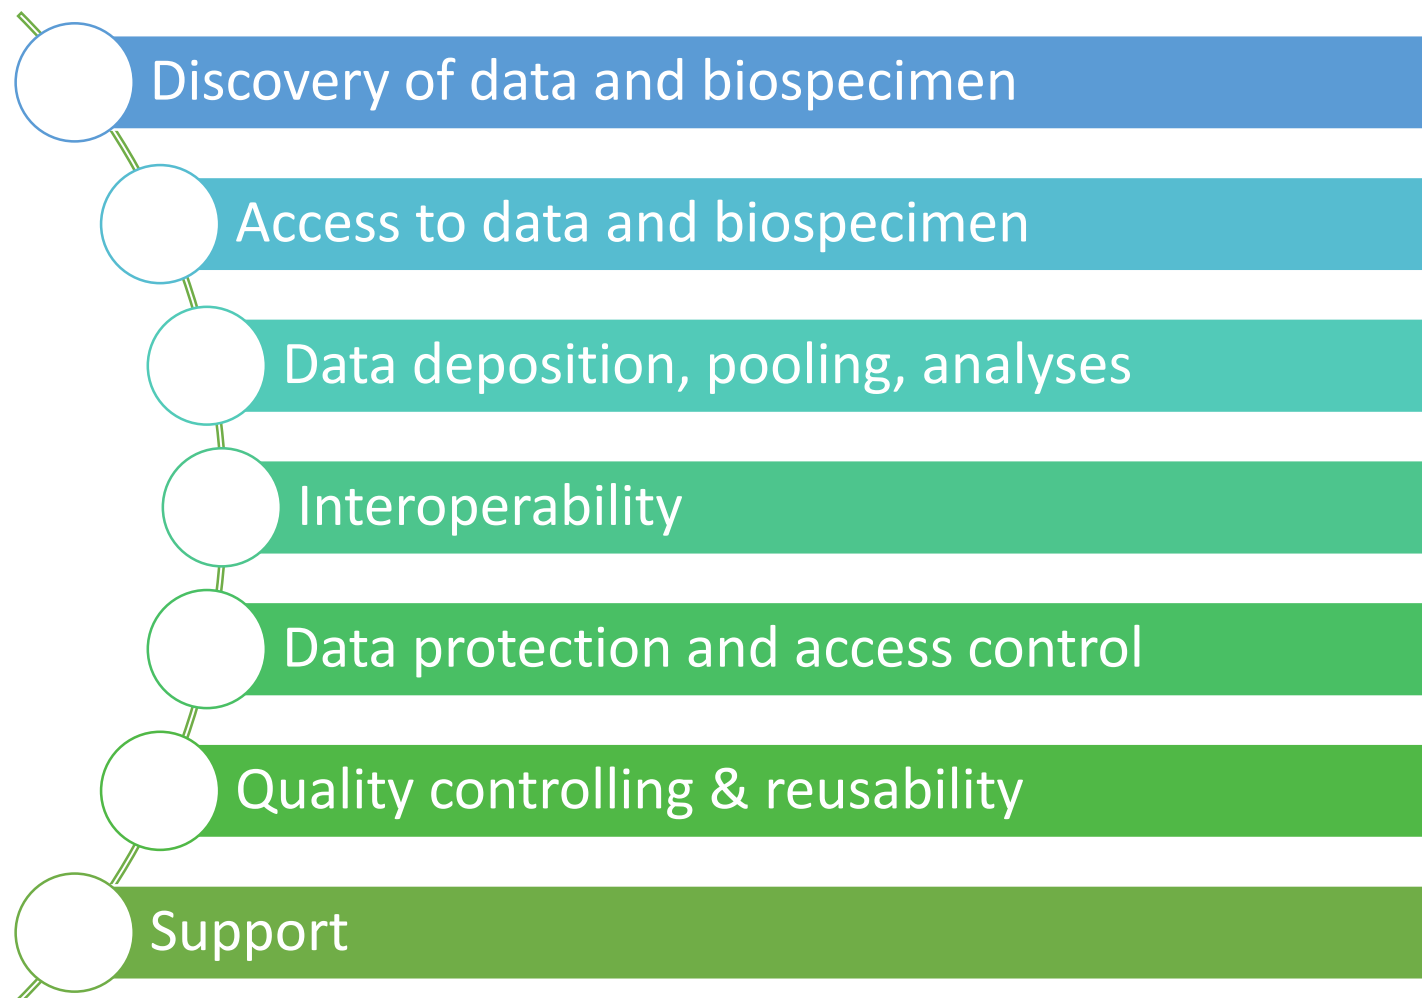 Discovery of data and biospecimen
Access to data and biospecimen
Data deposition, pooling, analyses
Interoperability
Data protection and access control
Quality controlling & reusability
Support